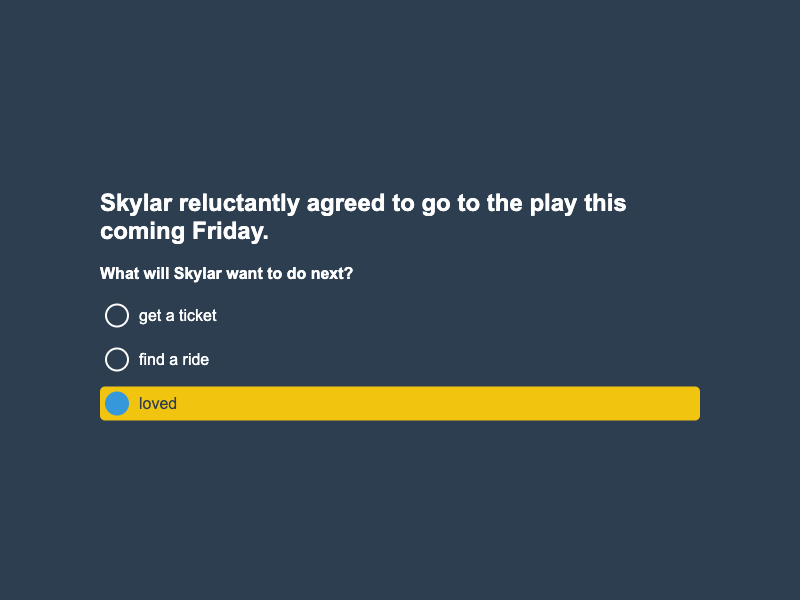 Skylar reluctantly agreed to go to the play this
coming Friday.
What will Skylar want to do next?
get a ticket
find a ride
loved